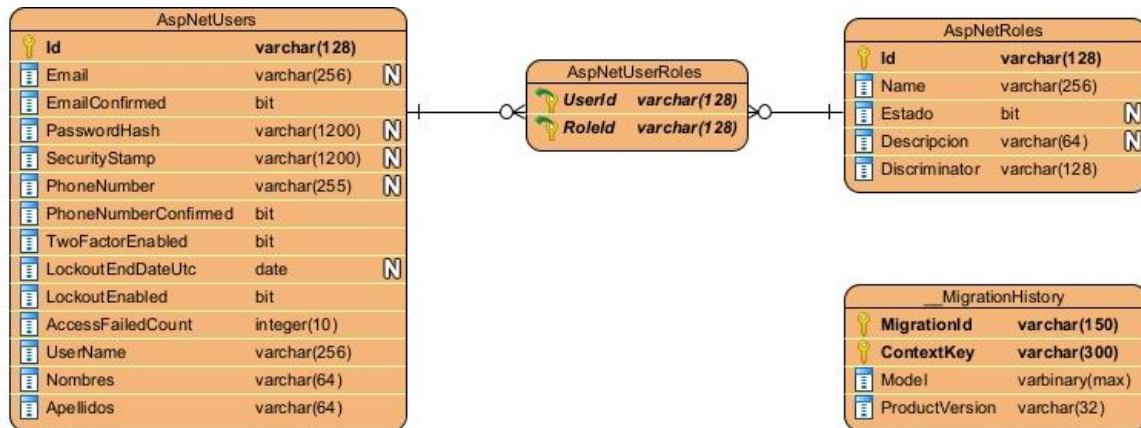 AspNetUsers
Id varchar(128)
Email varchar(256) N
EmailConfirmed bit
PasswordHash varchar(1200) N
SecurityStamp varchar(1200) N
PhoneNumber varchar(255) N
PhoneNumberConfirmed bit
TwoFactorEnabled bit
LockoutEndDateUtc date N
LockoutEnabled bit
AccessFailedCount integer(10)
UserName varchar(256)
Nombres varchar(64)
Apellidos varchar(64)
AspNetUserRoles
UserId varchar(128)
RoleId varchar(128)
AspNetRoles
Id varchar(128)
Name varchar(256)
Estado bit N
Descripcion varchar(64) N
Discriminator varchar(128)
__MigrationHistory
MigrationId varchar(150)
ContextKey varchar(300)
Model varbinary(max)
ProductVersion varchar(32)